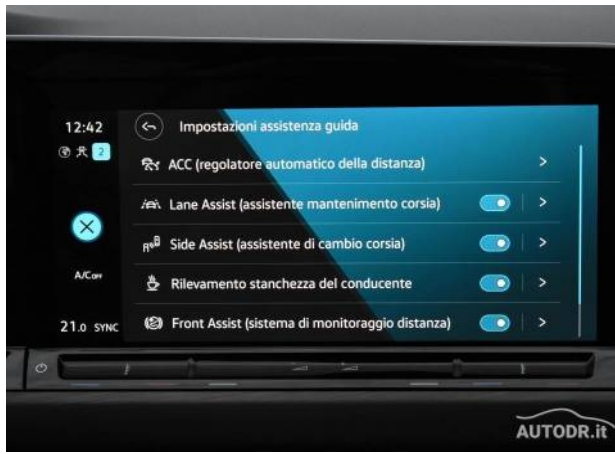 12:42
Impostazioni assistenza guida
2
ACC (regolatore automatico della distanza)
Lane Assist (assistente mantenimento corsia)
Side Assist (assistente di cambio corsia)
A/C OFF
Rilevamento stanchezza del conducente
21.0 SYNC
Front Assist (sistema di monitoraggio distanza)
AUTODR.it